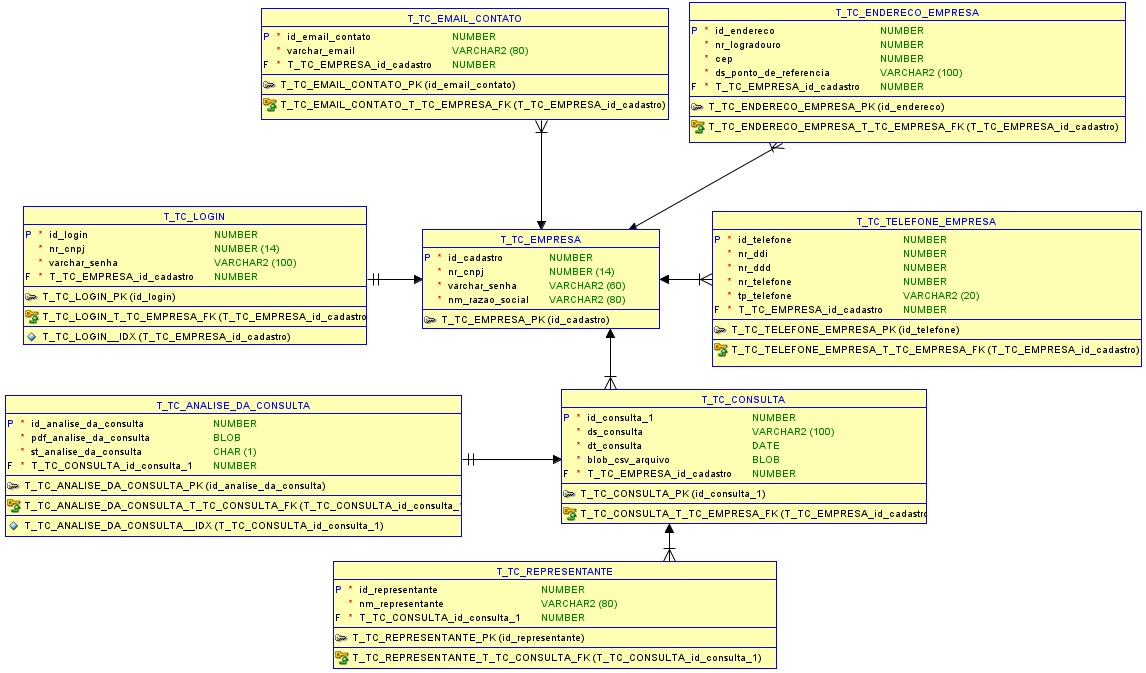 T_TC_EMAIL_CONTATO
P * id_email_contato NUMBER
* varchar_email VARCHAR2 (80)
F * T_TC_EMPRESA_id_cadastro NUMBER
T_TC_EMAIL_CONTATO_PK (id_email_contato)
T_TC_EMAIL_CONTATO_T_TC_EMPRESA_FK (T_TC_EMPRESA_id_cadastro)
T_TC_ENDERECO_EMPRESA
P * id_endereco NUMBER
* nr_logradouro NUMBER
* cep NUMBER
* ds_ponto_de_referencia VARCHAR2 (100)
F * T_TC_EMPRESA_id_cadastro NUMBER
T_TC_ENDERECO_EMPRESA_PK (id_endereco)
T_TC_ENDERECO_EMPRESA_T_TC_EMPRESA_FK (T_TC_EMPRESA_id_cadastro)
T_TC_LOGIN
P * id_login NUMBER
* nr_cnpj NUMBER (14)
* varchar_senha VARCHAR2 (100)
F * T_TC_EMPRESA_id_cadastro NUMBER
T_TC_LOGIN_PK (id_login)
T_TC_LOGIN_T_TC_EMPRESA_FK (T_TC_EMPRESA_id_cadastro
T_TC_LOGIN__IDX (T_TC_EMPRESA_id_cadastro)
T_TC_EMPRESA
P * id_cadastro NUMBER
* nr_cnpj NUMBER (14)
* varchar_senha VARCHAR2 (60)
* nm_razao_social VARCHAR2 (80)
T_TC_EMPRESA_PK (id_cadastro)
T_TC_TELEFONE_EMPRESA
P * id_telefone NUMBER
* nr_ddi NUMBER
* nr_ddd NUMBER
* nr_telefone NUMBER
* tp_telefone VARCHAR2 (20)
F * T_TC_EMPRESA_id_cadastro NUMBER
T_TC_TELEFONE_EMPRESA_PK (id_telefone)
T_TC_TELEFONE_EMPRESA_T_TC_EMPRESA_FK (T_TC_EMPRESA_id_cadastro)
T_TC_ANALISE_DA_CONSULTA
P * id_analise_da_consulta NUMBER
* pdf_analise_da_consulta BLOB
* st_analise_da_consulta CHAR (1)
F * T_TC_CONSULTA_id_consulta_1 NUMBER
T_TC_ANALISE_DA_CONSULTA_PK (id_analise_da_consulta)
T_TC_ANALISE_DA_CONSULTA_T_TC_CONSULTA_FK (T_TC_CONSULTA_id_consulta_1
T_TC_ANALISE_DA_CONSULTA__IDX (T_TC_CONSULTA_id_consulta_1)
T_TC_CONSULTA
P * id_consulta_1 NUMBER
* ds_consulta VARCHAR2 (100)
* dt_consulta DATE
* blob_csv_arquivo BLOB
F * T_TC_EMPRESA_id_cadastro NUMBER
T_TC_CONSULTA_PK (id_consulta_1)
T_TC_CONSULTA_T_TC_EMPRESA_FK (T_TC_EMPRESA_id_cadastro
T_TC_REPRESENTANTE
P * id_representante NUMBER
* nm_representante VARCHAR2 (80)
F * T_TC_CONSULTA_id_consulta_1 NUMBER
T_TC_REPRESENTANTE_PK (id_representante)
T_TC_REPRESENTANTE_T_TC_CONSULTA_FK (T_TC_CONSULTA_id_consulta_1)